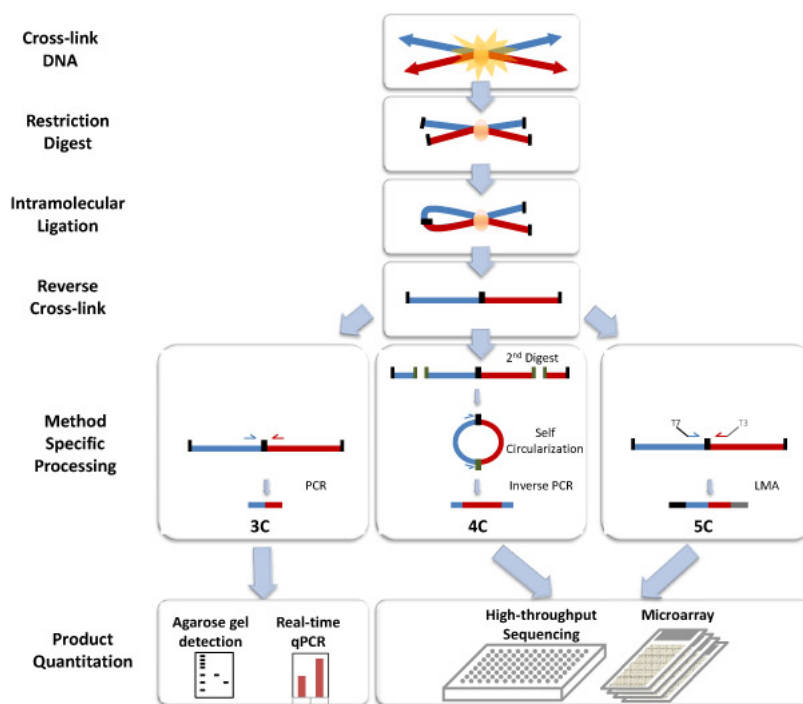 Cross-link
DNA
Restriction
Digest
Intramolecular
Ligation
Reverse
Cross-link
2nd Digest
Method
Specific
Processing
Self
Circularization
T7
T3
PCR
Inverse PCR
LMA
3C
4C
5C
Product
Quantitation
Agarose gel
detection
Real-time
qPCR
High-throughput
Sequencing
Microarray